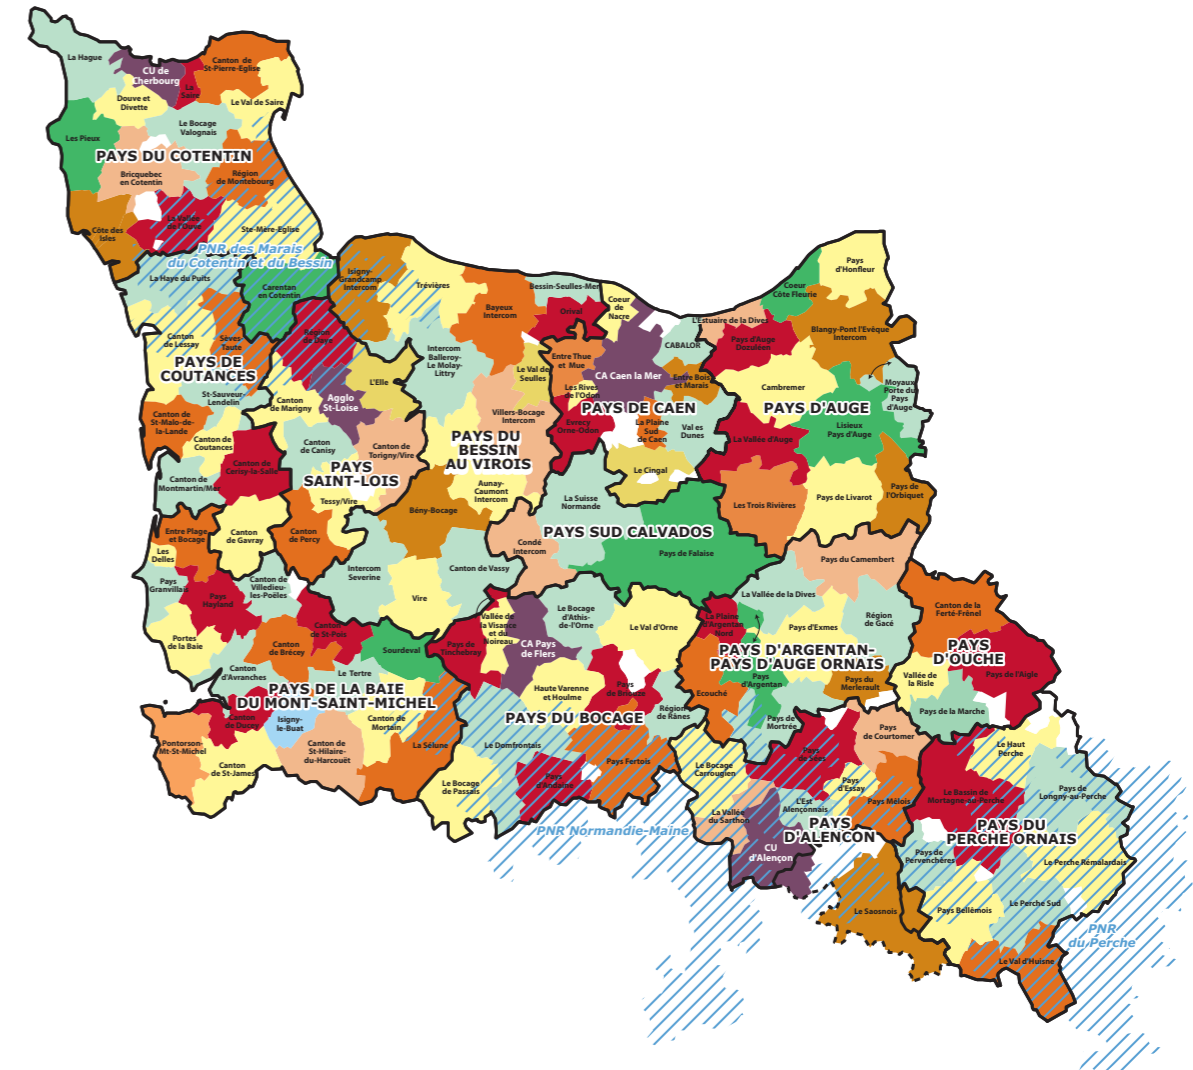 La Hague
CU de
Cherbourg
Canton de
St-Pierre-Eglise
La
Saire
Douve et
Divette
Le Val de Saire
Le Bocage
Valognais
Les Pieux
PAYS DU COTENTIN
Bricquebec
en Cotentin
Région
de Montebourg
La Vallée
de l'Ouve
Côte des
Isles
Ste-Mère-Eglise
PNR des Marais
du Cotentin et du Bessin
La Haye du Puits
Carentan
en Cotentin
Isigny-
Grandcamp
Intercom
Trévières
Bayeux
Intercom
Bessin-Seulles-Mer
Orival
Coeur
de
Nacre
Coeur
Côte Fleurie
Pays
d'Honfleur
L'Estuaire de la Dives
Blangy-Pont l'Evêque
Intercom
Canton
de Lessay
Sèves-
Taute
Région
de Daye
PAYS DE
COUTANCES
Intercom
Balleroy-
Le Molay-
Littry
Entre Thue
et Mue
CABALOR
Pays d'Auge
Dozuléen
CA Caen la Mer
Entre Bois
et Marais
Cambremer
Moyaux
Porte du
Pays
d'Auge
L'Elle
Le Val de
Seulles
Les Rives
de l'Odon
St-Sauveur-
Lendelin
Canton
de Marigny
Agglo
St-Loise
Villers-Bocage
Intercom
PAYS DE CAEN
PAYS D'AUGE
Canton de
St-Malo-de-
la-Lande
Evrecy
Orne-Odon
La Plaine
Sud
de Caen
Val es
Dunes
Lisieux
Pays d'Auge
La Vallée d'Auge
Canton de
Coutances
Canton
de Canisy
Canton de
Torigny/Vire
PAYS DU
BESSIN
AU VIROIS
Canton de
Cerisy-la-Salle
PAYS
SAINT-LOIS
Le Cingal
Canton de
Montmartin/Mer
Tessy/Vire
Aunay-
Caumont
Intercom
La Suisse
Normande
Les Trois Rivières
Pays de Livarot
Pays de
l'Orbiquet
Bény-Bocage
Entre Plage
et Bocage
Canton
de Gavray
Canton
de Percy
PAYS SUD CALVADOS
Les
Delles
Condé
Intercom
Pays de Falaise
Pays du Camembert
Pays
Granvillais
Canton de
Villedieu-
les-Poëles
Intercom
Severine
Canton de Vassy
Pays
Hayland
Vire
La Vallée de la Dives
Canton de la
Ferté-Frênel
Le Bocage
d'Athis-
de-l'Orne
Vallée de
la Visance
et du
Noireau
Le Val d'Orne
La Plaine
d'Argentan
Nord
Pays d'Exmes
Région
de Gacé
Portes
de la Baie
Canton
de Brécey
Canton
de St-Pois
Sourdeval
Pays de
Tinchebray
CA Pays
de Flers
PAYS D'ARGENTAN-
PAYS D'AUGE ORNAIS
PAYS
D'OUCHE
Canton
d'Avranches
Le Tertre
Pays
d'Argentan
Pays du
Merlerault
Vallée de
la Risle
Pays de l'Aigle
PAYS DE LA BAIE
DU MONT-SAINT-MICHEL
Haute Varenne
et Houlme
Pays
de Briouze
Ecouché
Région
de Rânes
Pays de la Marche
PAYS DU BOCAGE
Canton
de Ducey
Isigny-
le-Buat
Canton de
Mortain
Pays de
Mortrée
Pays
de Courtomer
Pontorson-
Mt-St-Michel
Canton de
St-Hilaire-
du-Harcouët
La Sélune
Le Domfrontais
Pays Fertois
Pays
de Sées
Le Haut
Perche
Canton
de St-James
Le Bocage
de Passais
Pays
d'Andaine
Le Bocage
Carrougien
Pays
d'Essay
Pays de
Longny-au-Perche
Pays Mêlois
Le Bassin de
Mortagne-au-Perche
L'Est
Alençonnais
La Vallée
du Sarthon
PAYS
D'ALENCON
PAYS DU
PERCHE ORNAIS
PNR Normandie-Maine
CU
d'Alençon
Pays de
Pervenchères
Le Perche Rémalardais
Le Saosnois
Pays Bellêmois
Le Perche Sud
PNR
du Perche
Le Val d'Huisne